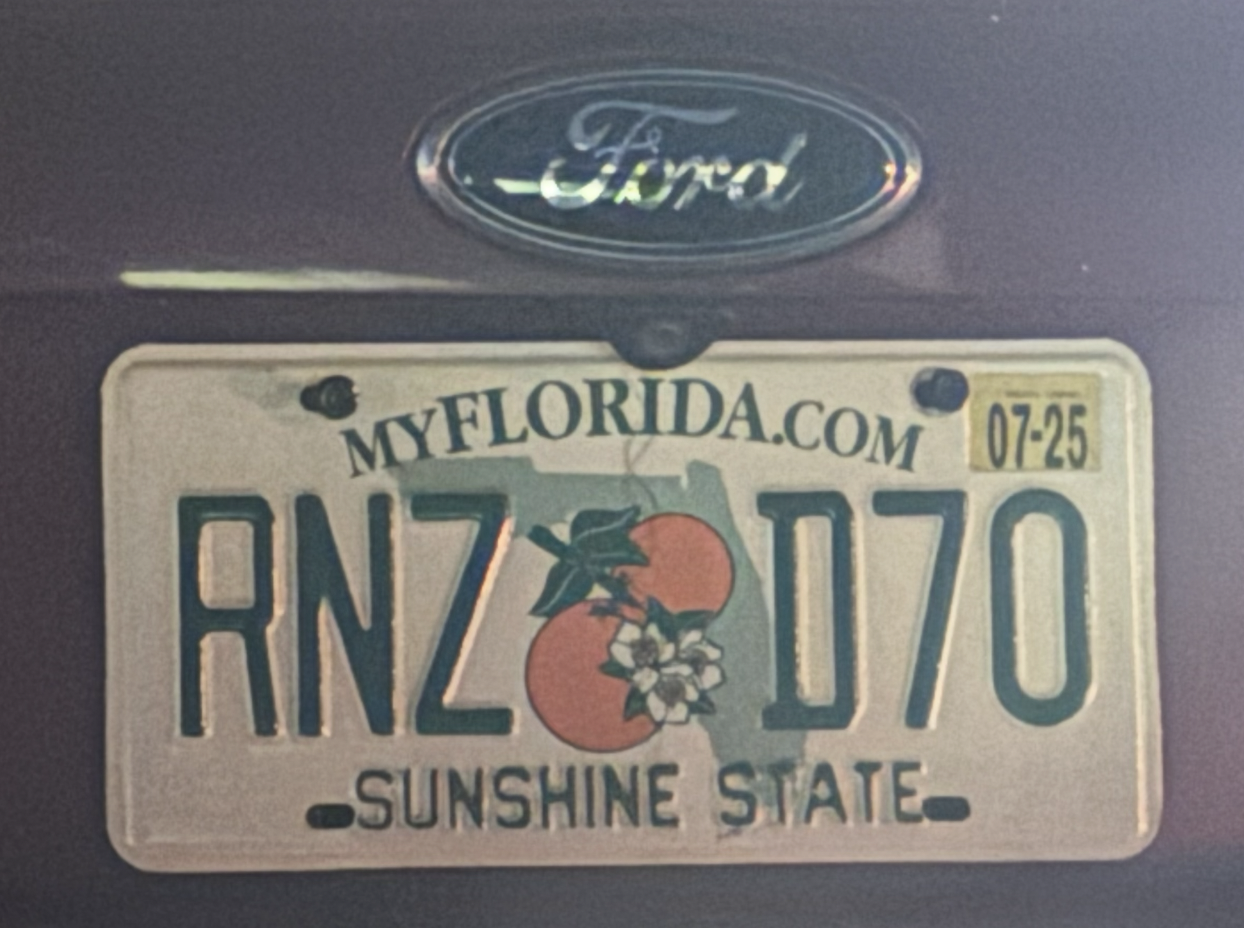 Ford
MYFLORIDA.COM
07-25
RNZ D70
SUNSHINE STATE